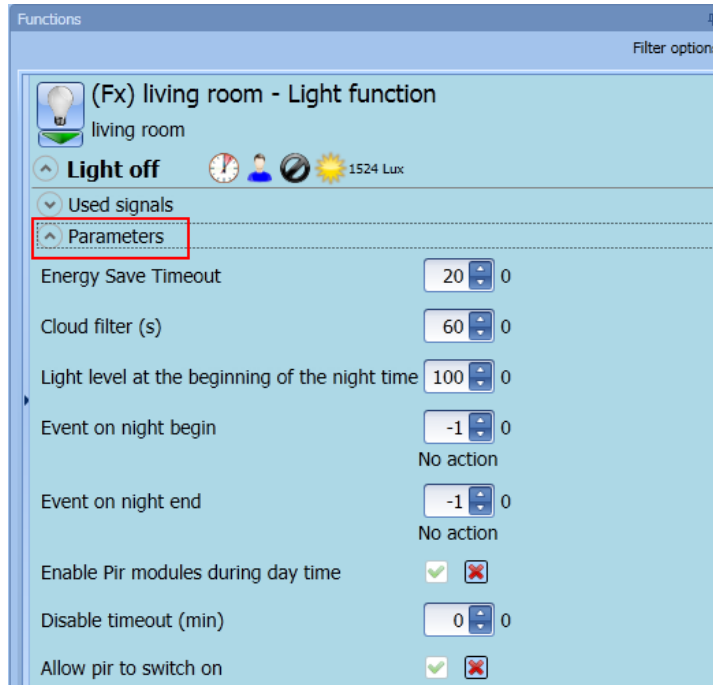 Functions
Filter options
(Fx) living room - Light function
living room
Light off 1524 Lux
Used signals
Parameters
Energy Save Timeout 20 0
Cloud filter (s) 60 0
Light level at the beginning of the night time 100 0
Event on night begin -1 0
No action
Event on night end -1 0
No action
Enable Pir modules during day time
Disable timeout (min) 0 0
Allow pir to switch on